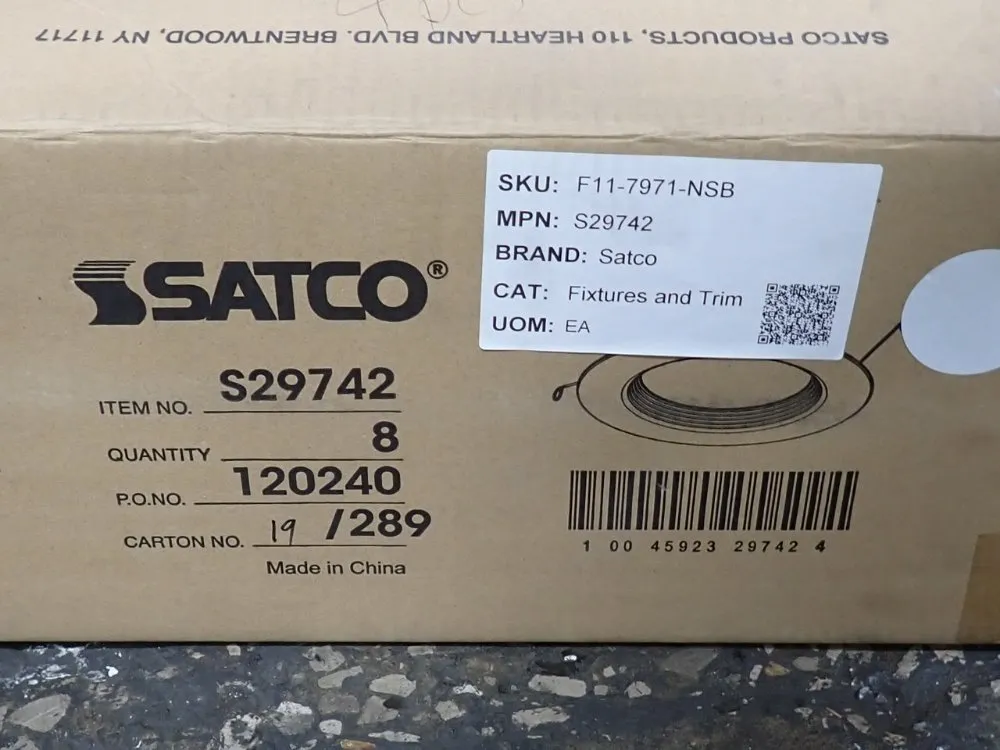 SATCO PRODUCTS, 110 HEARTLAND BLVD. BRENTWOOD, NY 11717
SATCO®
SKU: F11-7971-NSB
MPN: S29742
BRAND: Satco
CAT: Fixtures and Trim
UOM: EA
ITEM NO. S29742
QUANTITY 8
P.O.NO. 120240
CARTON NO. 19 /289
Made in China
1 00 45923 29742 4